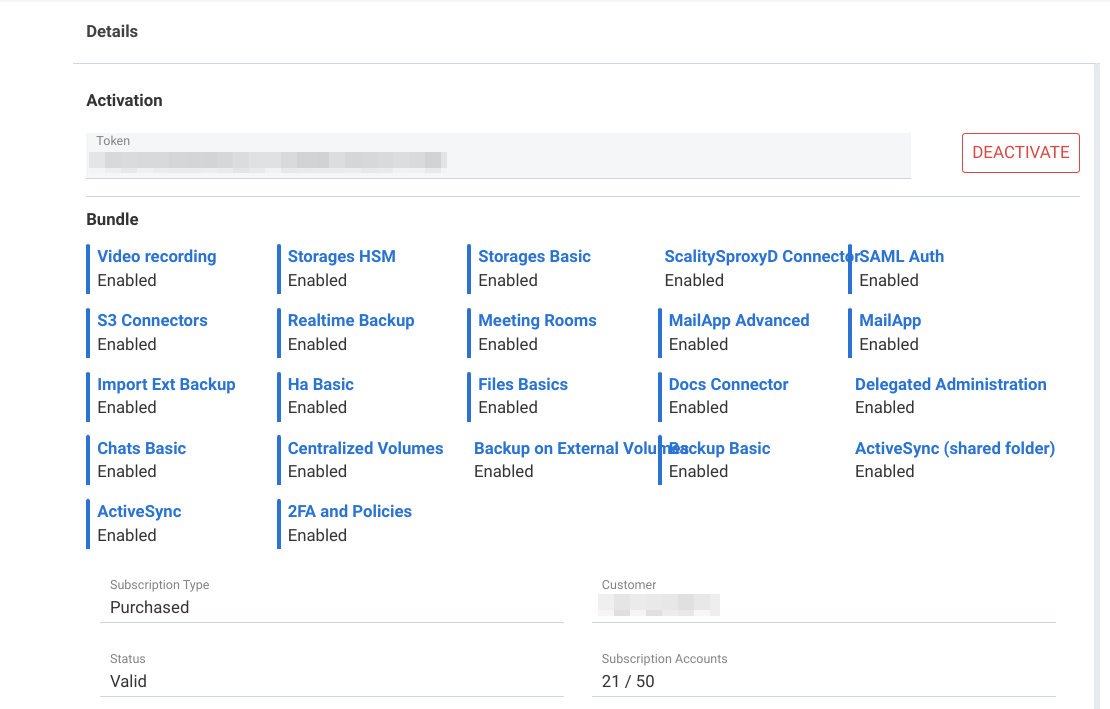 Details
Activation
Token
DEACTIVATE
Bundle
Video recording Storages HSM Storages Basic ScalitySproxyD Connector SAML Auth
Enabled Enabled Enabled Enabled Enabled
S3 Connectors Realtime Backup Meeting Rooms MailApp Advanced MailApp
Enabled Enabled Enabled Enabled Enabled
Import Ext Backup Ha Basic Files Basics Docs Connector Delegated Administration
Enabled Enabled Enabled Enabled Enabled
Chats Basic Centralized Volumes Backup on External Volumes Backup Basic ActiveSync (shared folder)
Enabled Enabled Enabled Enabled Enabled
ActiveSync 2FA and Policies
Enabled Enabled
Subscription Type Customer
Purchased
Status Subscription Accounts
Valid 21 / 50